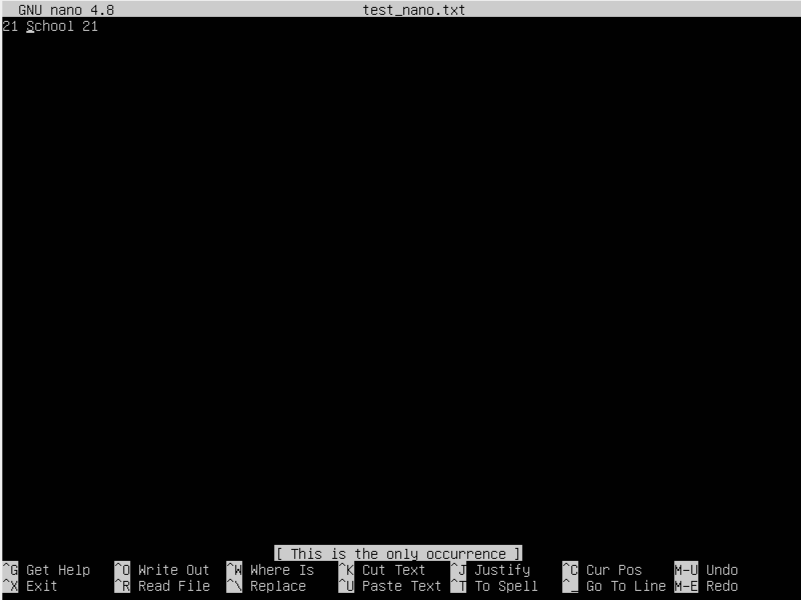 GNU nano 4.8 test_nano.txt
21 School 21
[ This is the only occurrence ]
^G Get Help ^O Write Out ^W Where Is ^K Cut Text ^J Justify ^C Cur Pos M-U Undo
^X Exit ^R Read File ^\ Replace ^U Paste Text ^T To Spell ^_ Go To Line M-E Redo